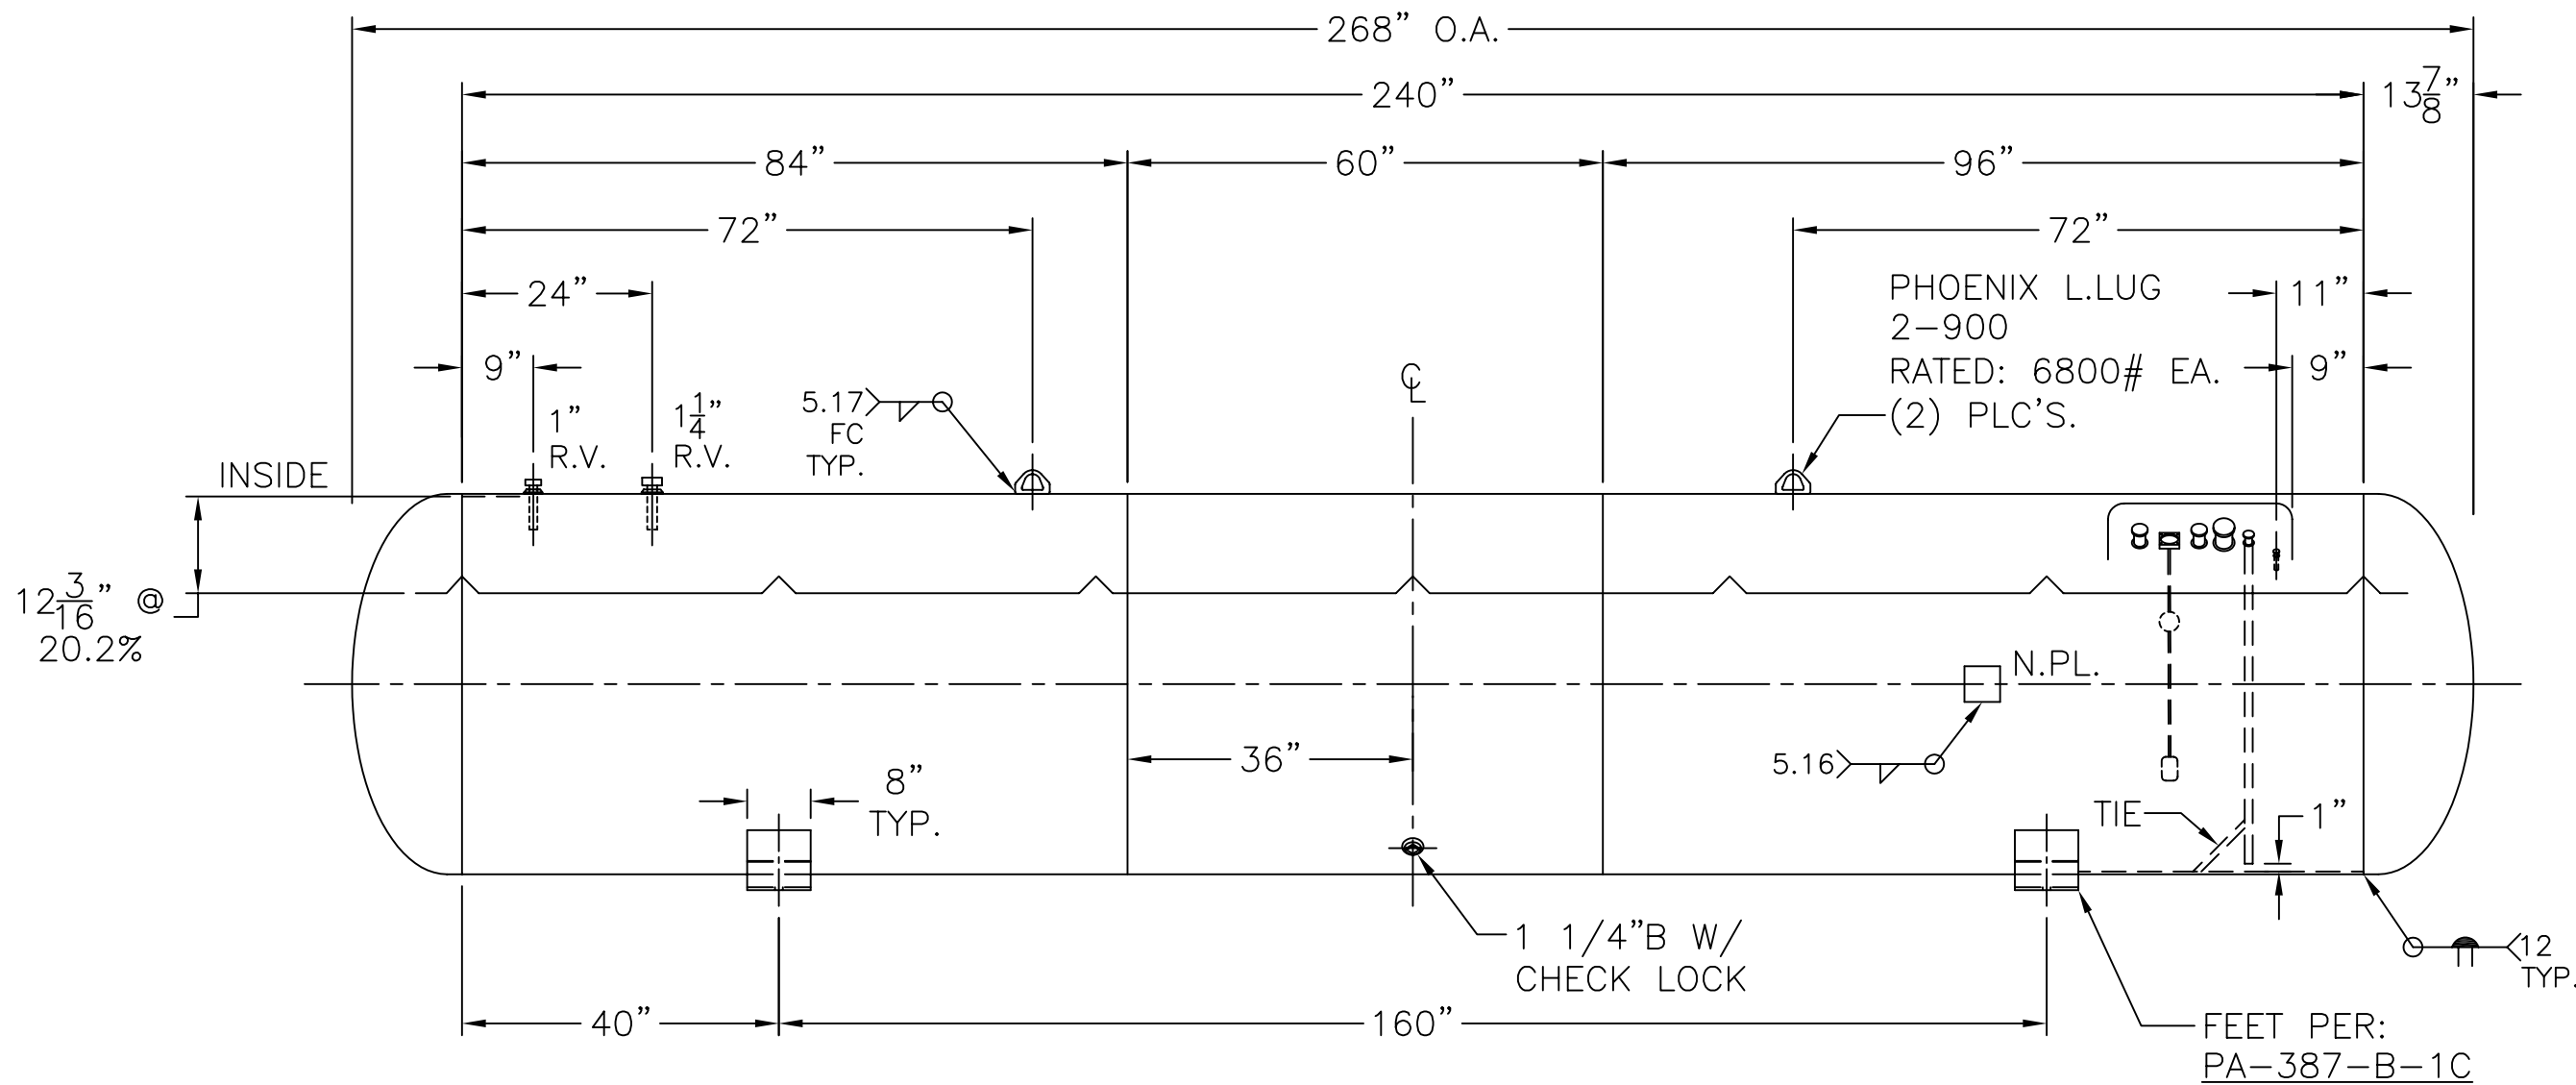 268” O.A.
240”
13 7/8”
84”
60”
96”
72”
72”
24”
PHOENIX L.LUG
2-900
RATED: 6800# EA.
(2) PLC'S.
11”
9”
9”
1”
R.V.
1 1/4”
R.V.
5.17
FC
TYP.
CL
INSIDE
12 3/16” @
20.2%
N.PL.
36”
5.16
8”
TYP.
TIE
1”
1 1/4”B W/
CHECK LOCK
12
TYP.
40”
160”
FEET PER:
PA-387-B-1C